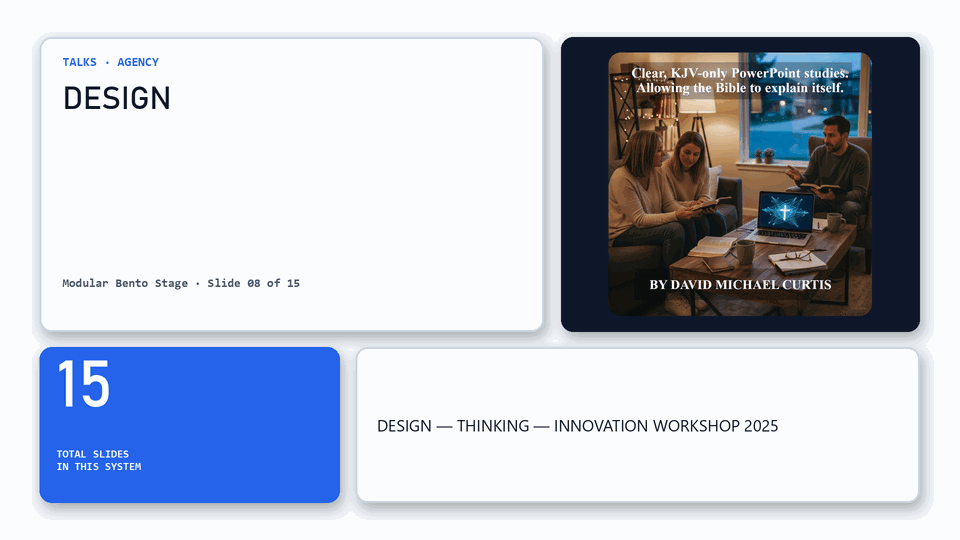 TALKS · AGENCY
DESIGN
Modular Bento Stage · Slide 08 of 15
Clear, KJV-only PowerPoint studies.
Allowing the Bible to explain itself.
BY DAVID MICHAEL CURTIS
15
TOTAL SLIDES
IN THIS SYSTEM
DESIGN — THINKING — INNOVATION WORKSHOP 2025